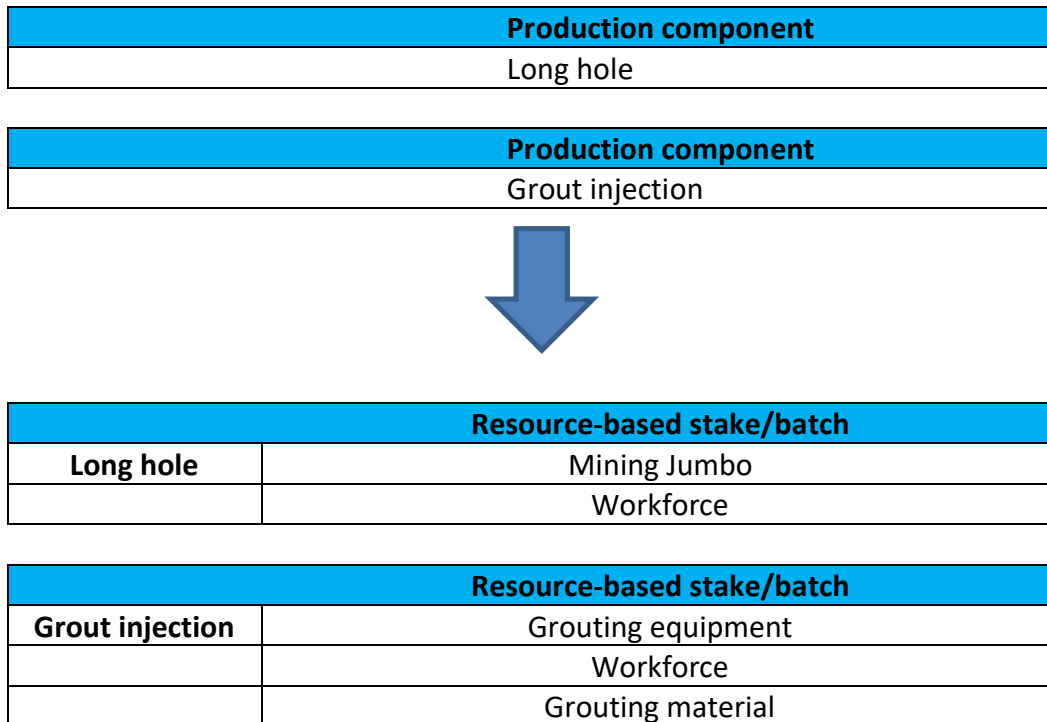 Production component
Long hole
Production component
Grout injection
Resource-based stake/batch
Long hole Mining Jumbo
Workforce
Resource-based stake/batch
Grout injection Grouting equipment
Workforce
Grouting material